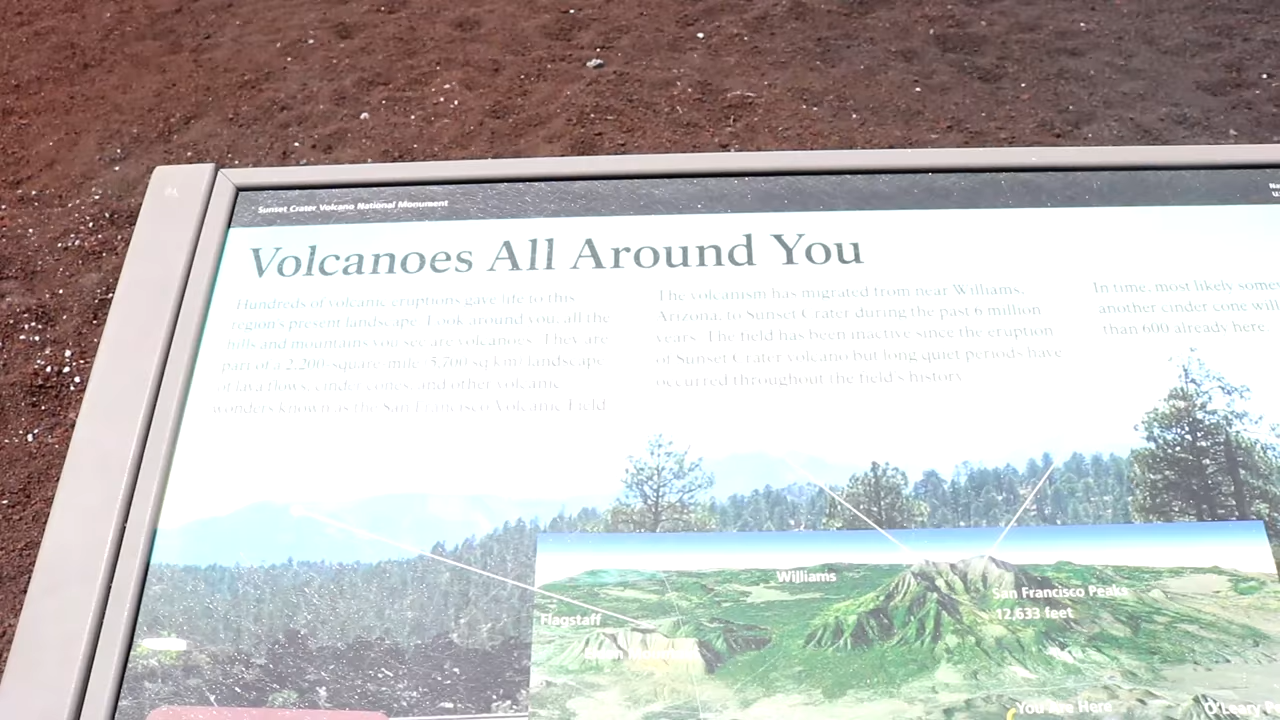 Sunset Crater Volcano National Monument
Volcanoes All Around You
Hundreds of volcanic eruptions gave life to this
region's present landscape. Look around you: all the
hills and mountains you see are volcanoes. They are
part of a 2,200 square mile (5,700 sq km) landscape
of lava flows, cinder cones, and other volcanic
wonders known as the San Francisco Volcanic Field.
The volcanism has migrated from near Williams,
Arizona, to Sunset Crater during the past 6 million
years. The field has been inactive since the eruption
of Sunset Crater volcano but long quiet periods have
occurred throughout the field's history.
In time, most likely
another cinder cone will
than 600 already here.
Williams
San Francisco Peaks
12,633 feet
Flagstaff
You Are Here
O'Leary